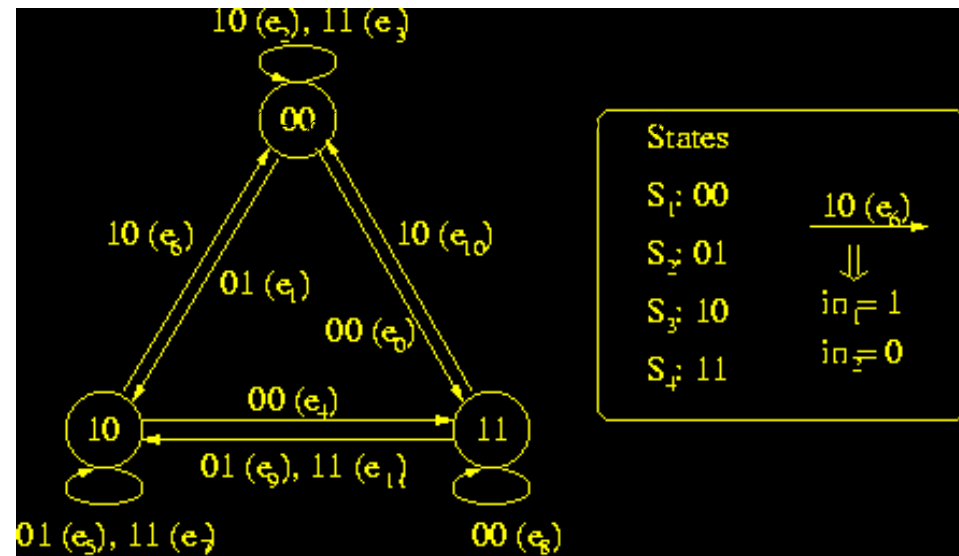 10 (e₂), 11 (e₃)
00
10 (e₆)
10 (e₁₀)
01 (e₁)
00 (e₀)
10
00 (e₄)
11
01 (e₉), 11 (e₁₁)
01 (e₅), 11 (e₇)
00 (e₈)
States
S₁: 00
S₂: 01
S₃: 10
S₄: 11
10 (e₆)
⇓
in₁= 1
in₂= 0